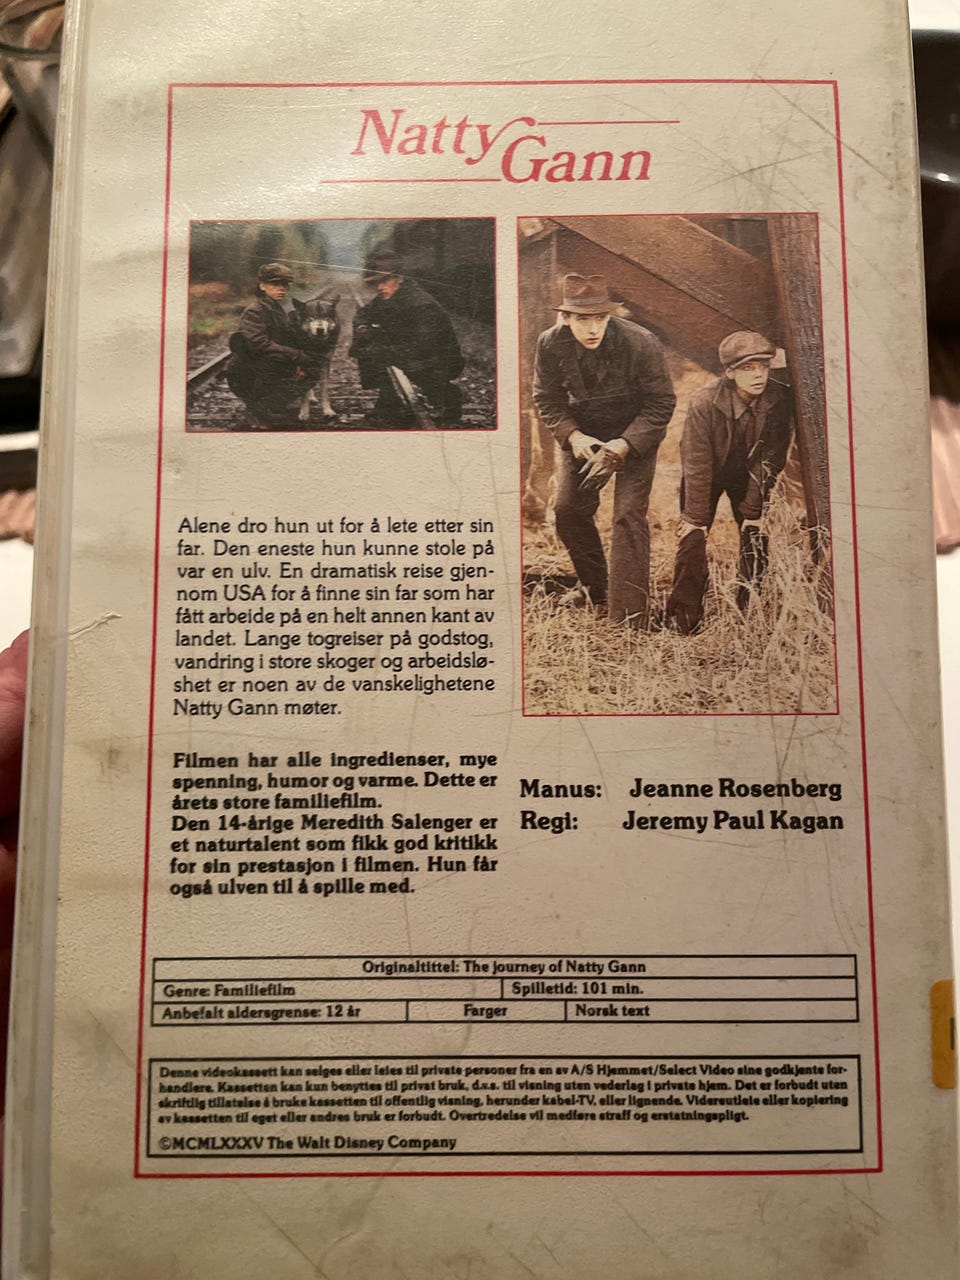 Natty Gann
Alene dro hun ut for å lete etter sin
far. Den eneste hun kunne stole på
var en ulv. En dramatisk reise gjen-
nom USA for å finne sin far som har
fått arbeide på en helt annen kant av
landet. Lange togreiser på godstog,
vandring i store skoger og arbeidslø-
shet er noen av de vanskelighetene
Natty Gann møter.
Filmen har alle ingredienser, mye
spenning, humor og varme. Dette er
årets store familiefilm.
Den 14-årige Meredith Salenger er
et naturtalent som fikk god kritikk
for sin prestasjon i filmen. Hun får
også ulven til å spille med.
Manus: Jeanne Rosenberg
Regi: Jeremy Paul Kagan
Originaltittel: The journey of Natty Gann
Genre: Familiefilm Spilletid: 101 min.
Anbefalt aldersgrense: 12 år Farger Norsk text
Denne videokassett kan selges eller leies til private personer fra en av A/S Hjemmet/Select Video sine godkjente for-
handlere. Kassetten kan kun benyttes til privat bruk, d.v.s. til visning uten vederlag i private hjem. Det er forbudt uten
skriftlig tillatelse å bruke kassetten til offentlig visning, herunder kabel-TV, eller lignende. Videreutleie eller kopiering
av kassetten til eget eller andres bruk er forbudt. Overtredelse vil medføre straff og erstatningspligt.
©MCMLXXXV The Walt Disney Company